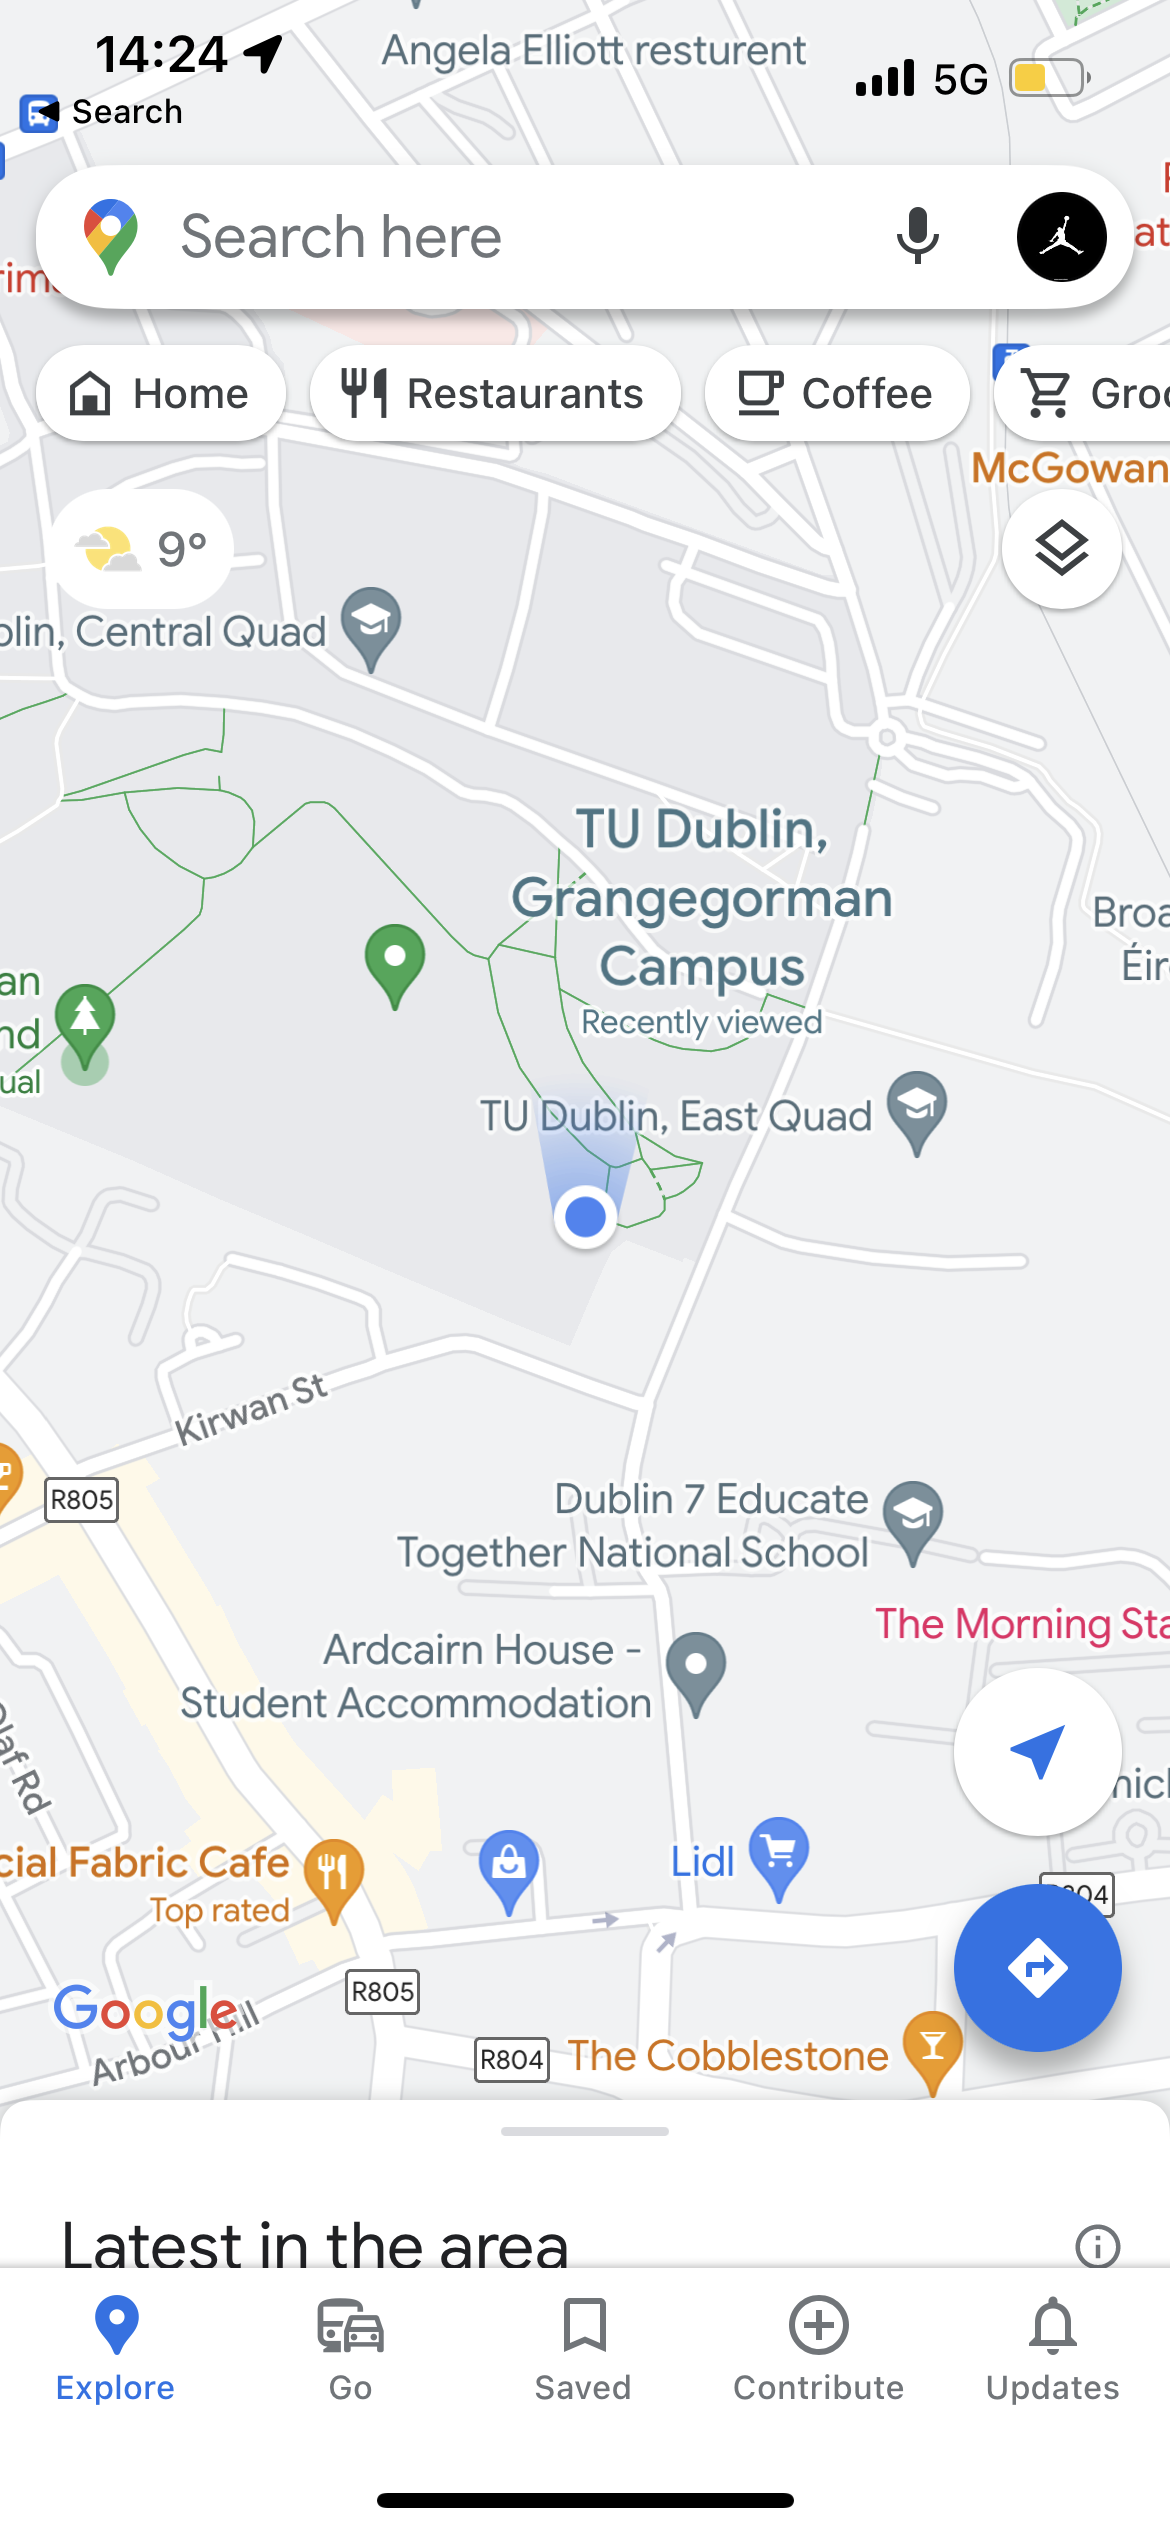 Angela Elliott resturent
14:24
5G
Search
Search here
Home
Restaurants
Coffee
McGowan
9°
Central Quad
TU Dublin,
Grangegorman
Campus
Recently viewed
TU Dublin, East Quad
Kirwan St
R805
Dublin 7 Educate
Together National School
The Morning
Ardcairn House -
Student Accommodation
Rd
Fabric Cafe
Top rated
Lidl
R805
Google
Arbour Hill
R804
The Cobblestone
Latest in the area
Explore
Go
Saved
Contribute
Updates